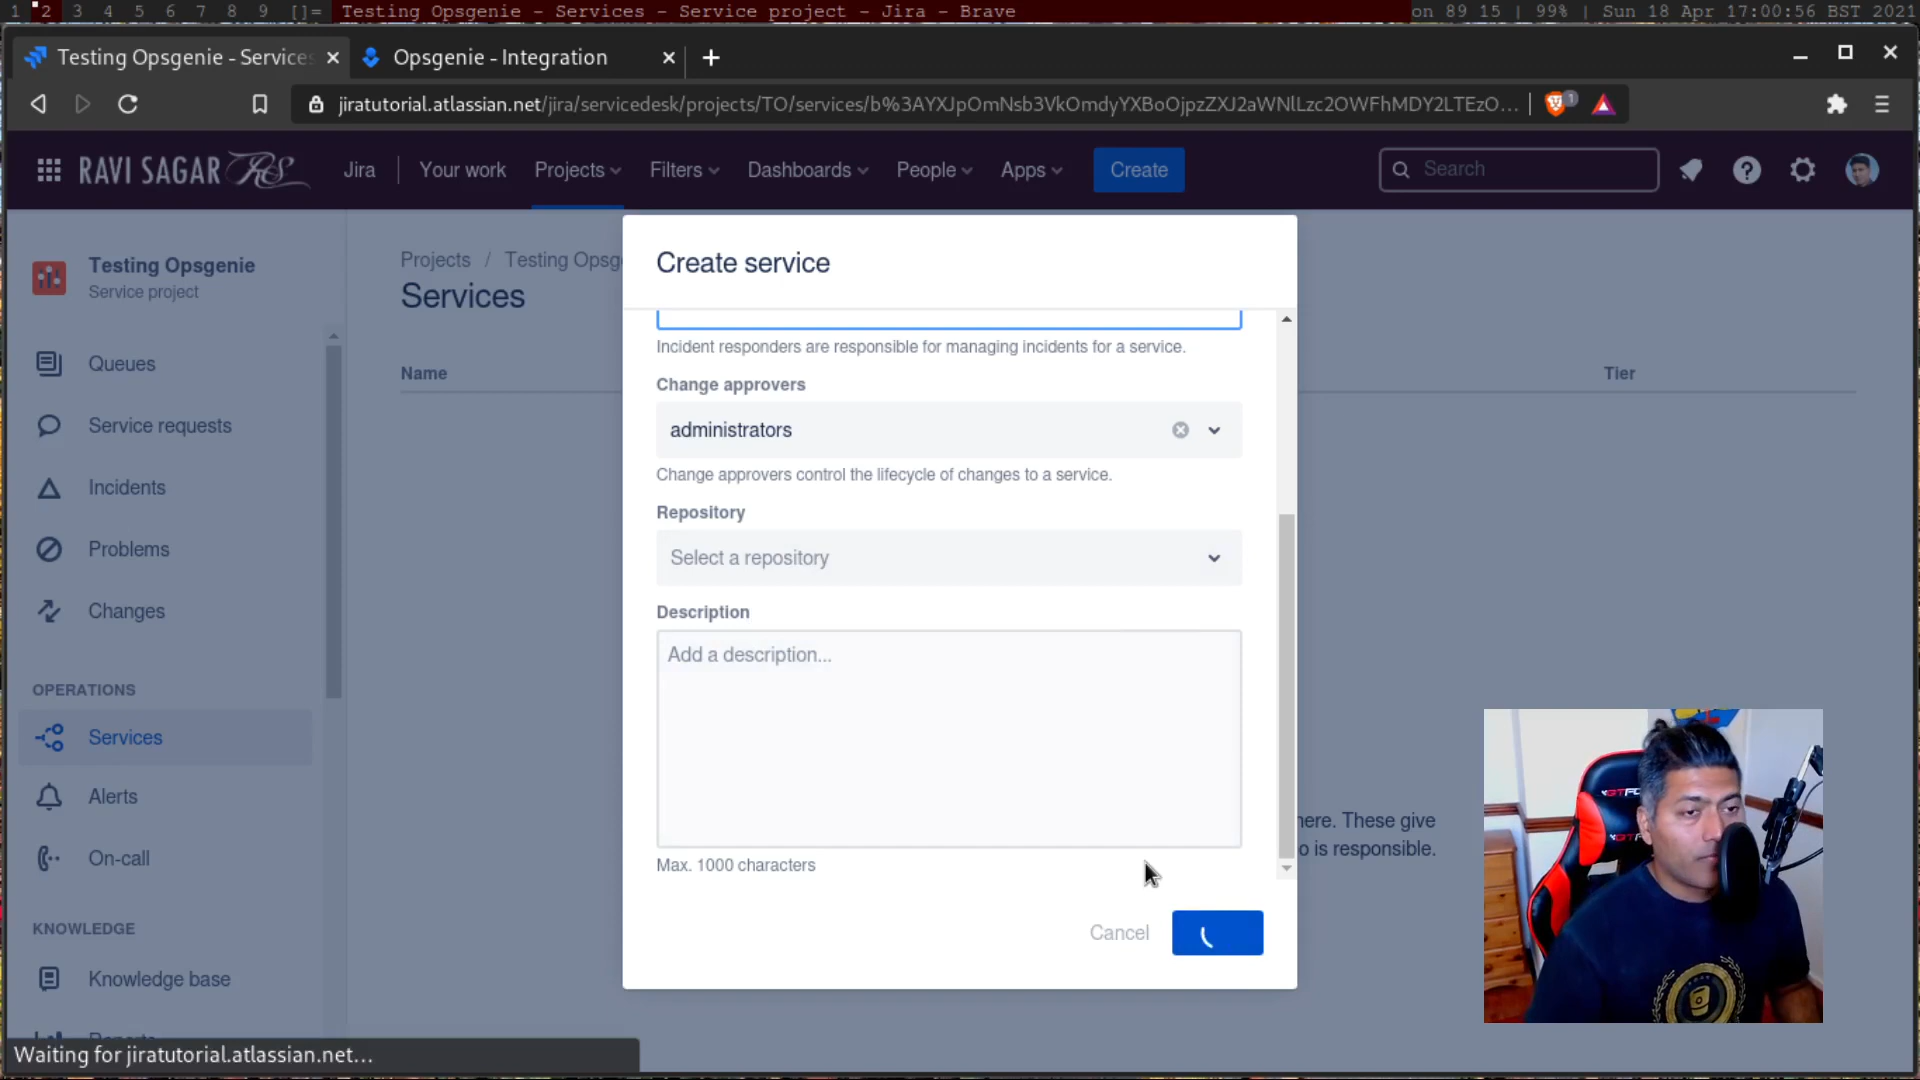 1 2 3 4 5 6 7 8 9 []= Testing Opsgenie - Services - Service project - Jira - Brave on 89 15 | 99% | Sun 18 Apr 17:00:56 BST 2021
Testing Opsgenie - Services
Opsgenie - Integration
jiratutorial.atlassian.net/jira/servicedesk/projects/TO/services/b%3AYXJpOmNsb3VkOmdyYXBoOjpzZXJ2aWNlLzc2OWFhMDY2LTEzO...
1
RAVI SAGAR RS
Jira
Your work
Projects
Filters
Dashboards
People
Apps
Create
Search
Testing Opsgenie
Service project
Queues
Service requests
Incidents
Problems
Changes
OPERATIONS
Services
Alerts
On-call
KNOWLEDGE
Knowledge base
Reports
Projects / Testing Opsg
Services
Name
Tier
here. These give
o is responsible.
Create service
Incident responders are responsible for managing incidents for a service.
Change approvers
administrators
Change approvers control the lifecycle of changes to a service.
Repository
Select a repository
Description
Add a description...
Max. 1000 characters
Cancel
Waiting for jiratutorial.atlassian.net...